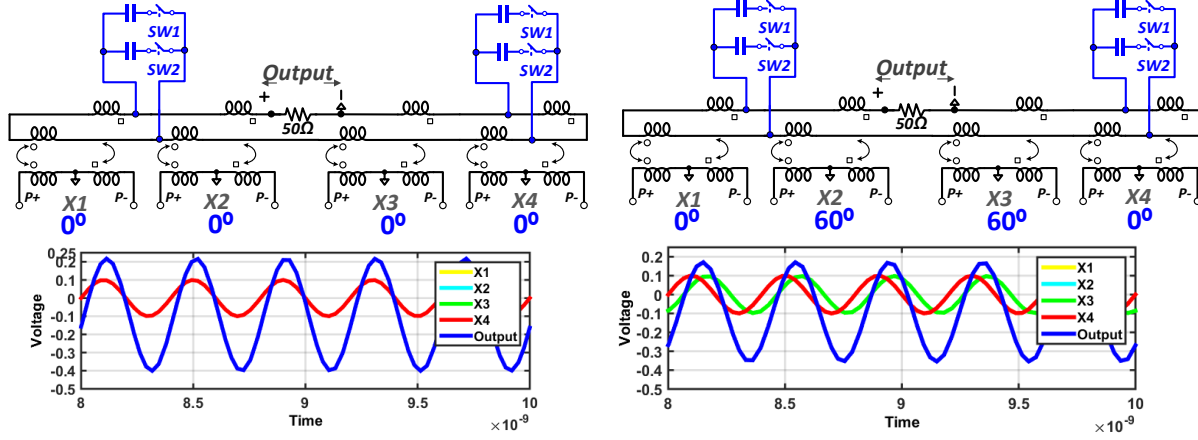 SW1
SW2
SW1
SW2
Output
+
50Ω
P+
P-
P+
P-
P+
P-
P+
P-
X1
X2
X3
X4
0⁰
0⁰
0⁰
0⁰
0.25
0.2
0.1
0
-0.1
-0.2
-0.3
-0.4
-0.5
Voltage
X1
X2
X3
X4
Output
8
8.5
9
9.5
10
Time
×10⁻⁹
SW1
SW2
SW1
SW2
Output
+
50Ω
P+
P-
P+
P-
P+
P-
P+
P-
X1
X2
X3
X4
0⁰
60⁰
60⁰
0⁰
0.2
0.1
0
-0.1
-0.2
-0.3
-0.4
-0.5
Voltage
X1
X2
X3
X4
Output
8
8.5
9
9.5
10
Time
×10⁻⁹